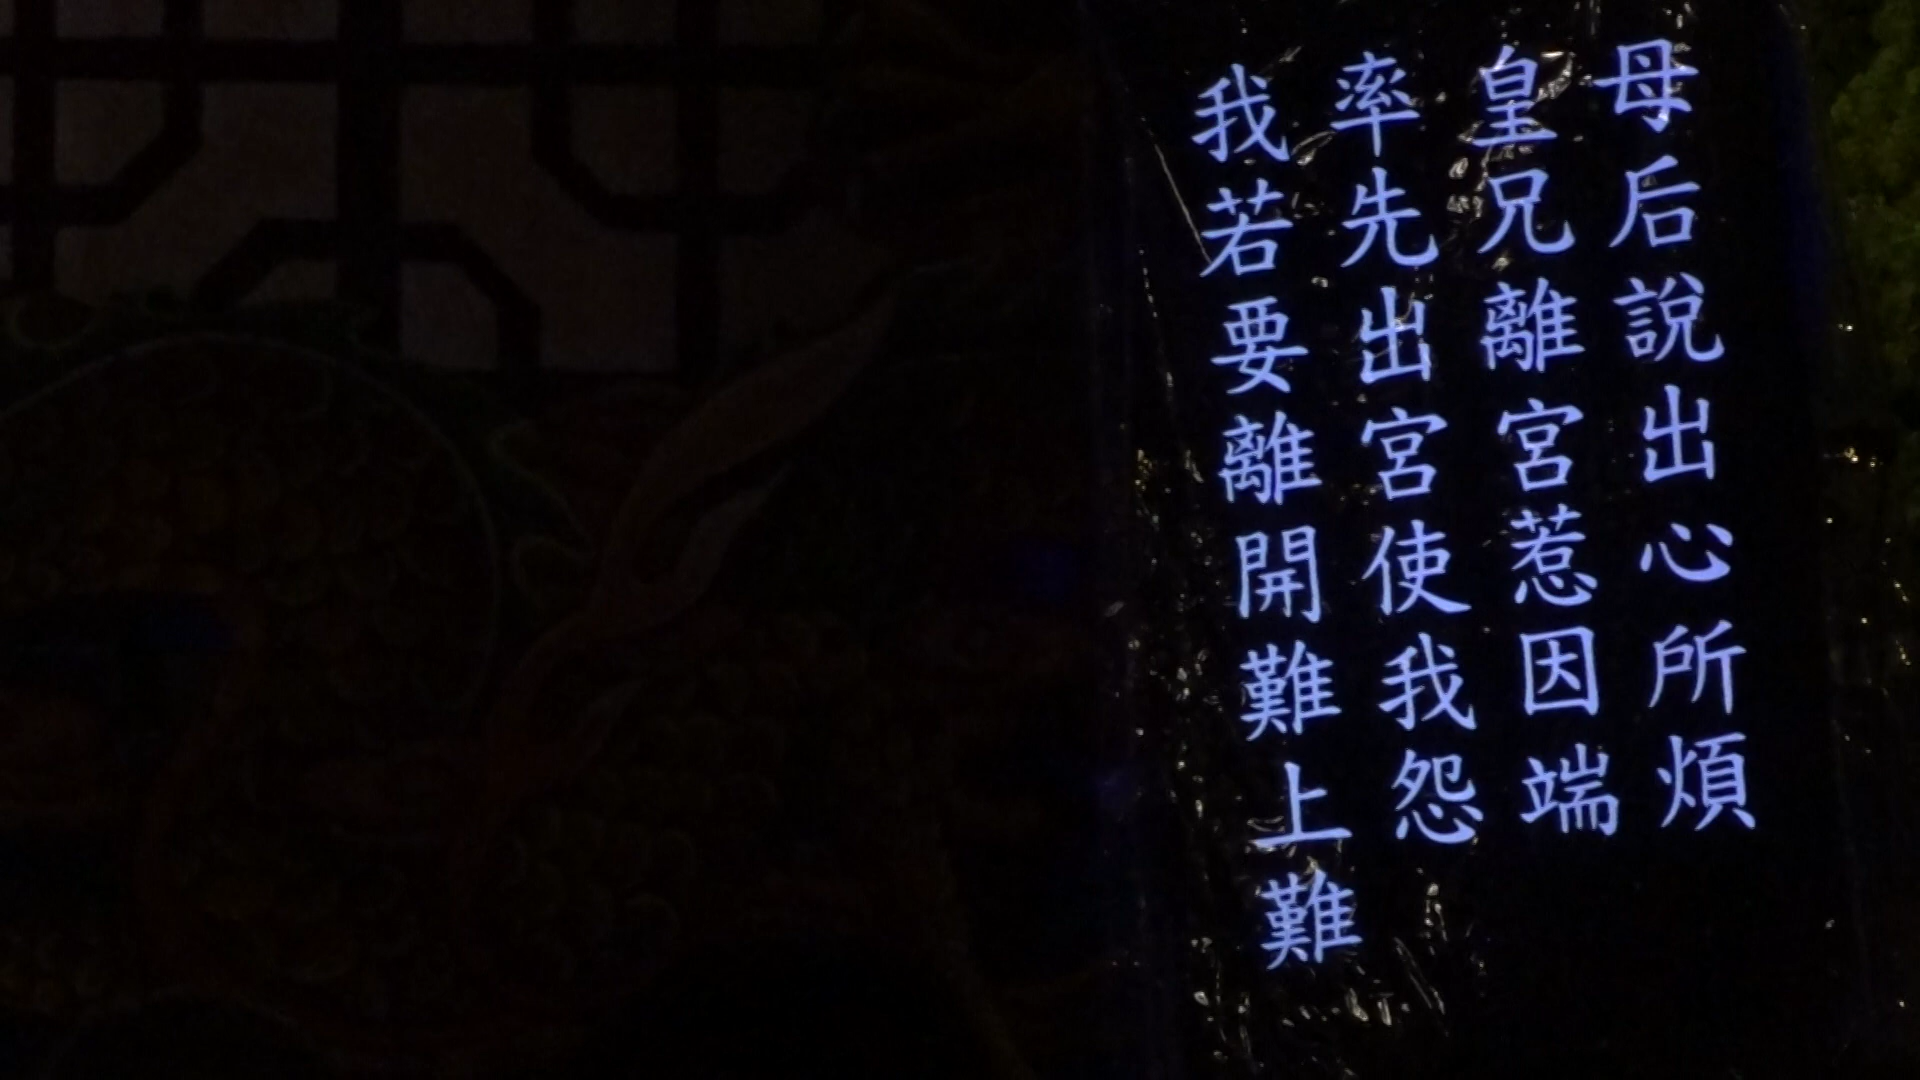 母后說出心所煩
皇兄離宮惹因端
率先出宮使我怨
我若要離開難上難